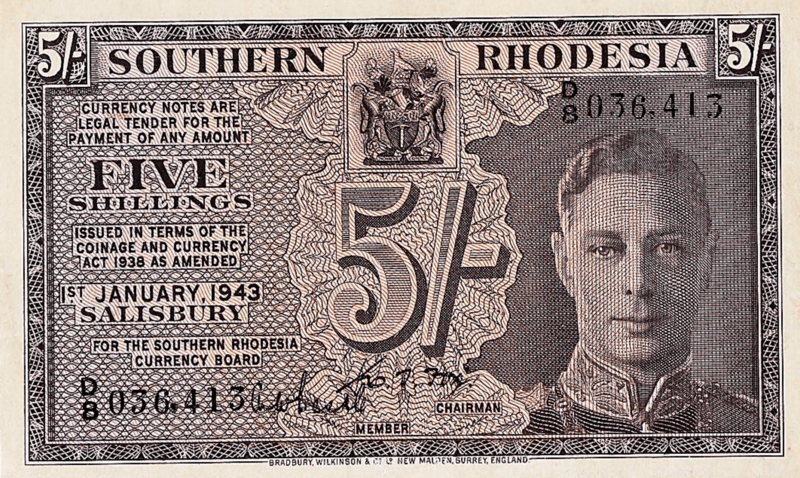 5/- SOUTHERN RHODESIA 5/-
D/8 036,413
CURRENCY NOTES ARE
LEGAL TENDER FOR THE
PAYMENT OF ANY AMOUNT
FIVE
SHILLINGS
5/-
ISSUED IN TERMS OF THE
COINAGE AND CURRENCY
ACT 1938 AS AMENDED
1ST JANUARY, 1943
SALISBURY
FOR THE SOUTHERN RHODESIA
CURRENCY BOARD
D/8 036,413
CHAIRMAN
MEMBER
BRADBURY, WILKINSON & Cº Lº NEW MALDEN, SURREY, ENGLAND